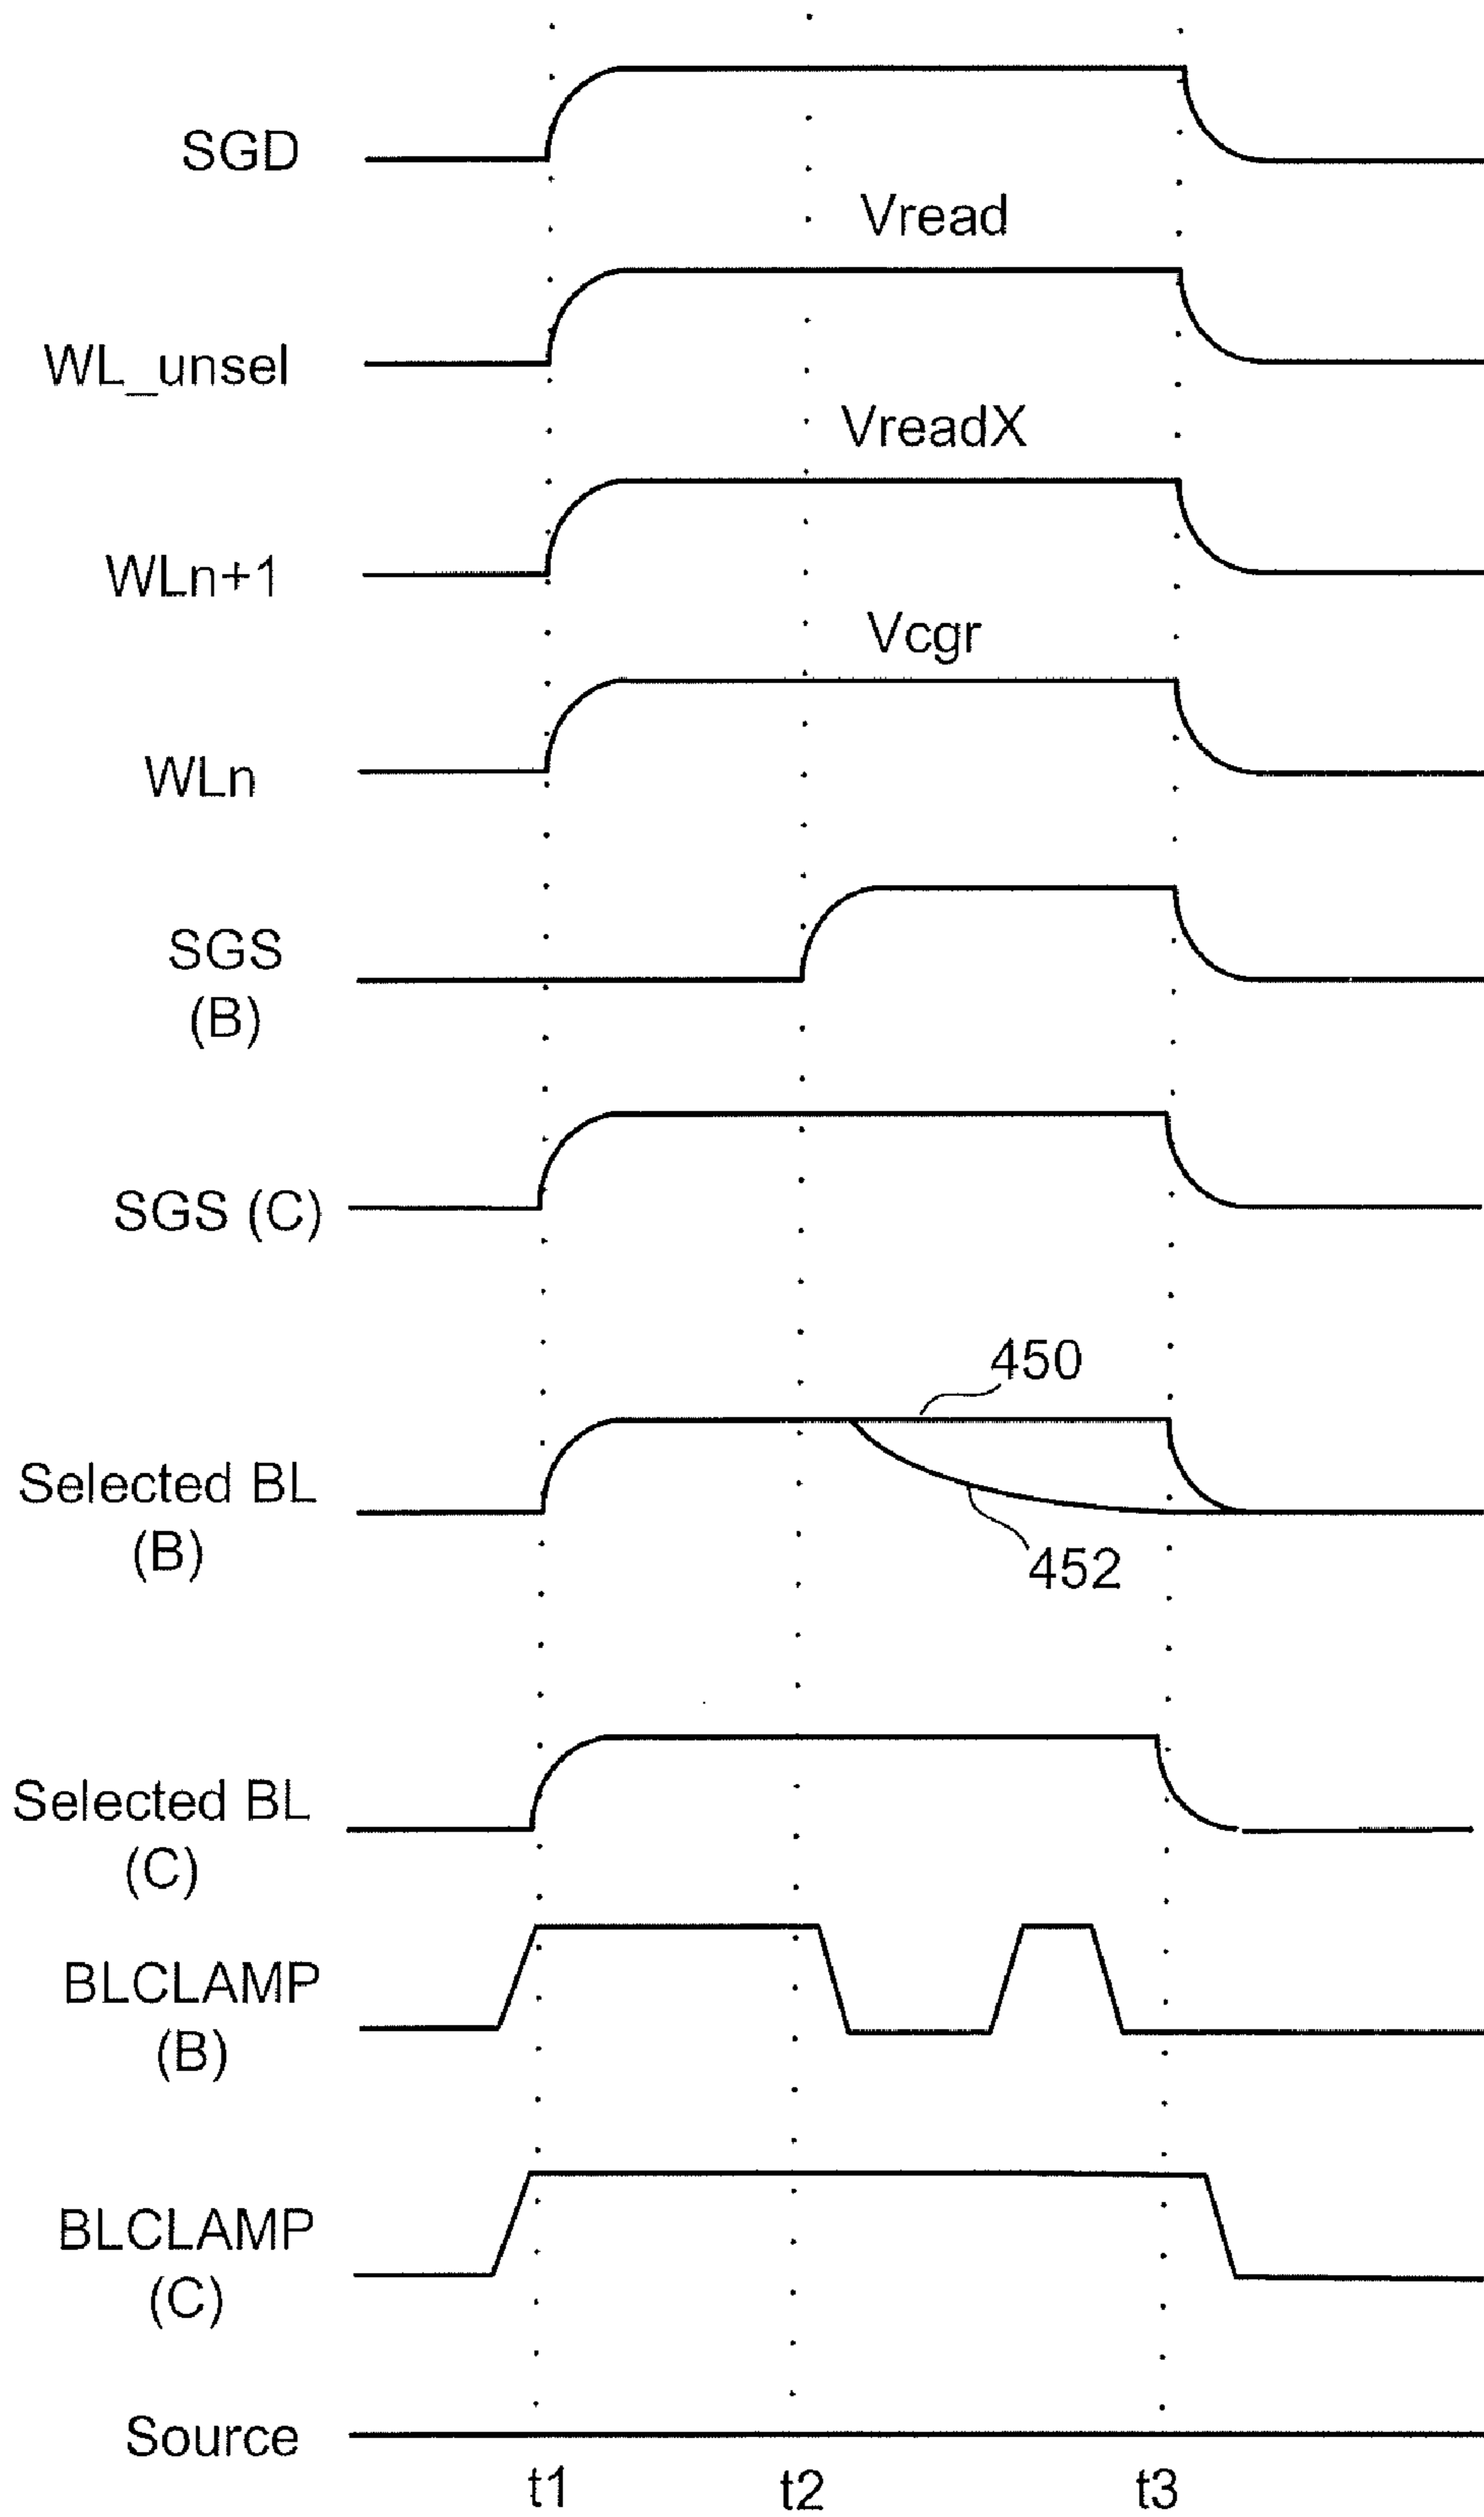 SGD
Vread
WL_unsel
VreadX
WLn+1
Vcgr
WLn
SGS
(B)
SGS (C)
450
Selected BL
(B)
452
Selected BL
(C)
BLCLAMP
(B)
BLCLAMP
(C)
Source
t1 t2 t3